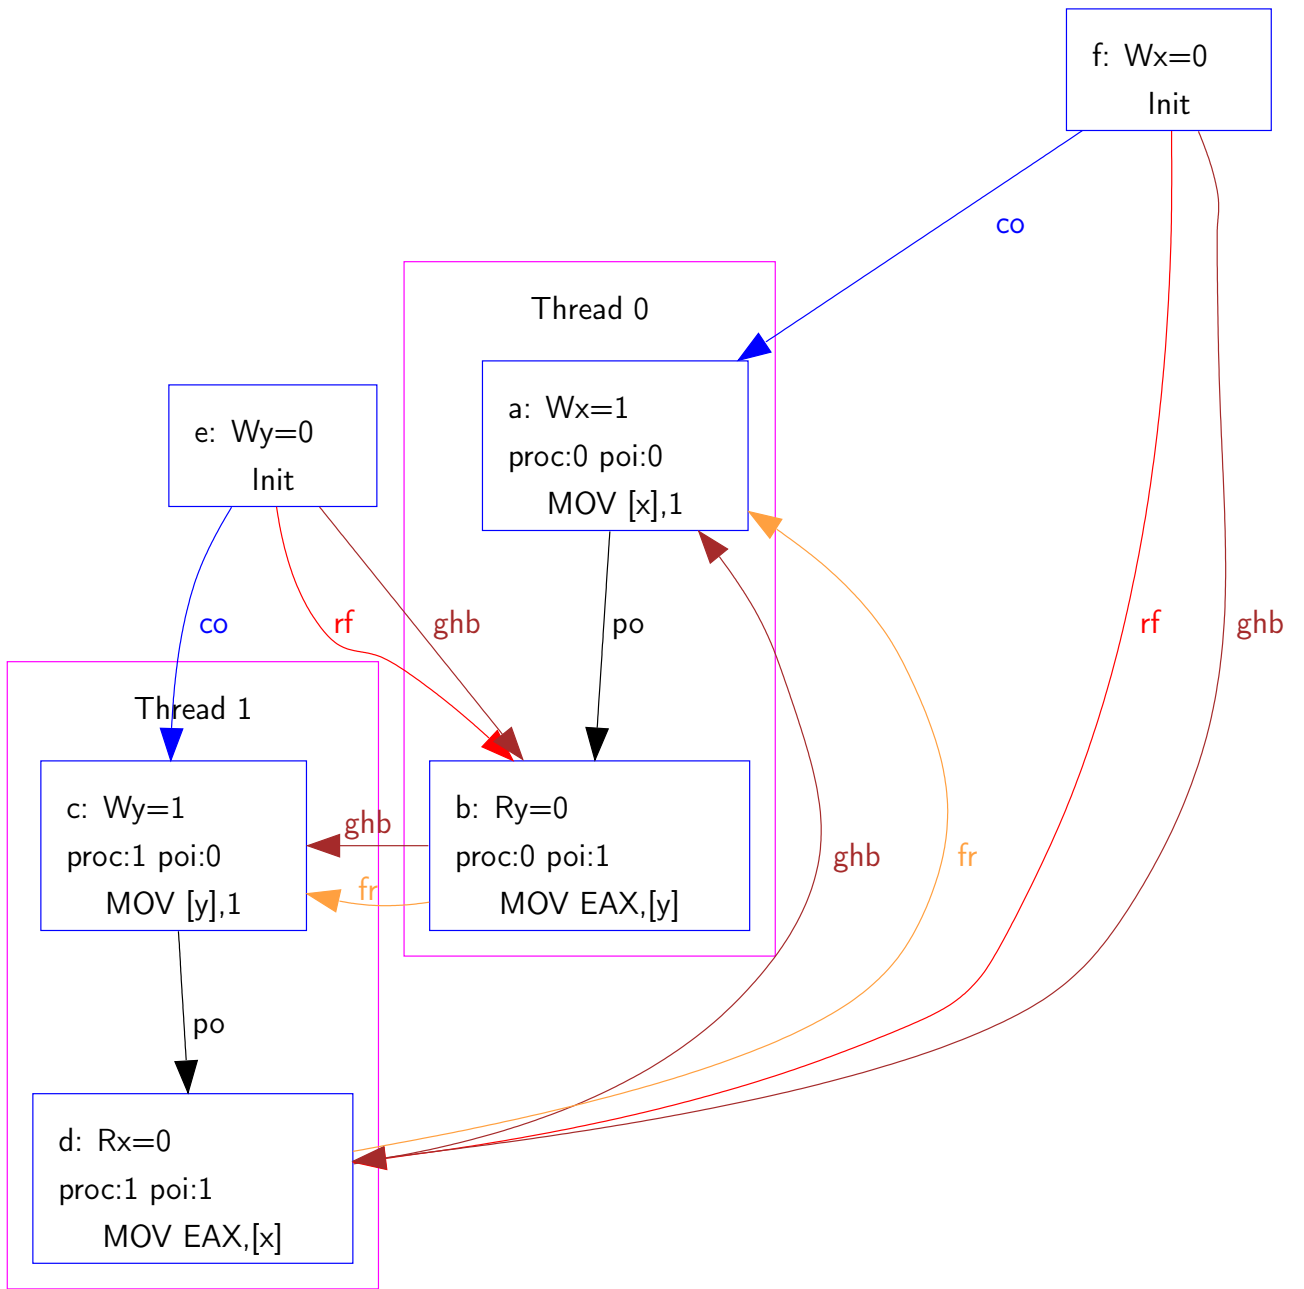 f: Wx=0
Init
co
Thread 0
a: Wx=1
proc:0 poi:0
MOV [x],1
e: Wy=0
Init
co
rf
ghb
po
rf
ghb
Thread 1
c: Wy=1
proc:1 poi:0
MOV [y],1
ghb
fr
b: Ry=0
proc:0 poi:1
MOV EAX,[y]
ghb
fr
po
d: Rx=0
proc:1 poi:1
MOV EAX,[x]